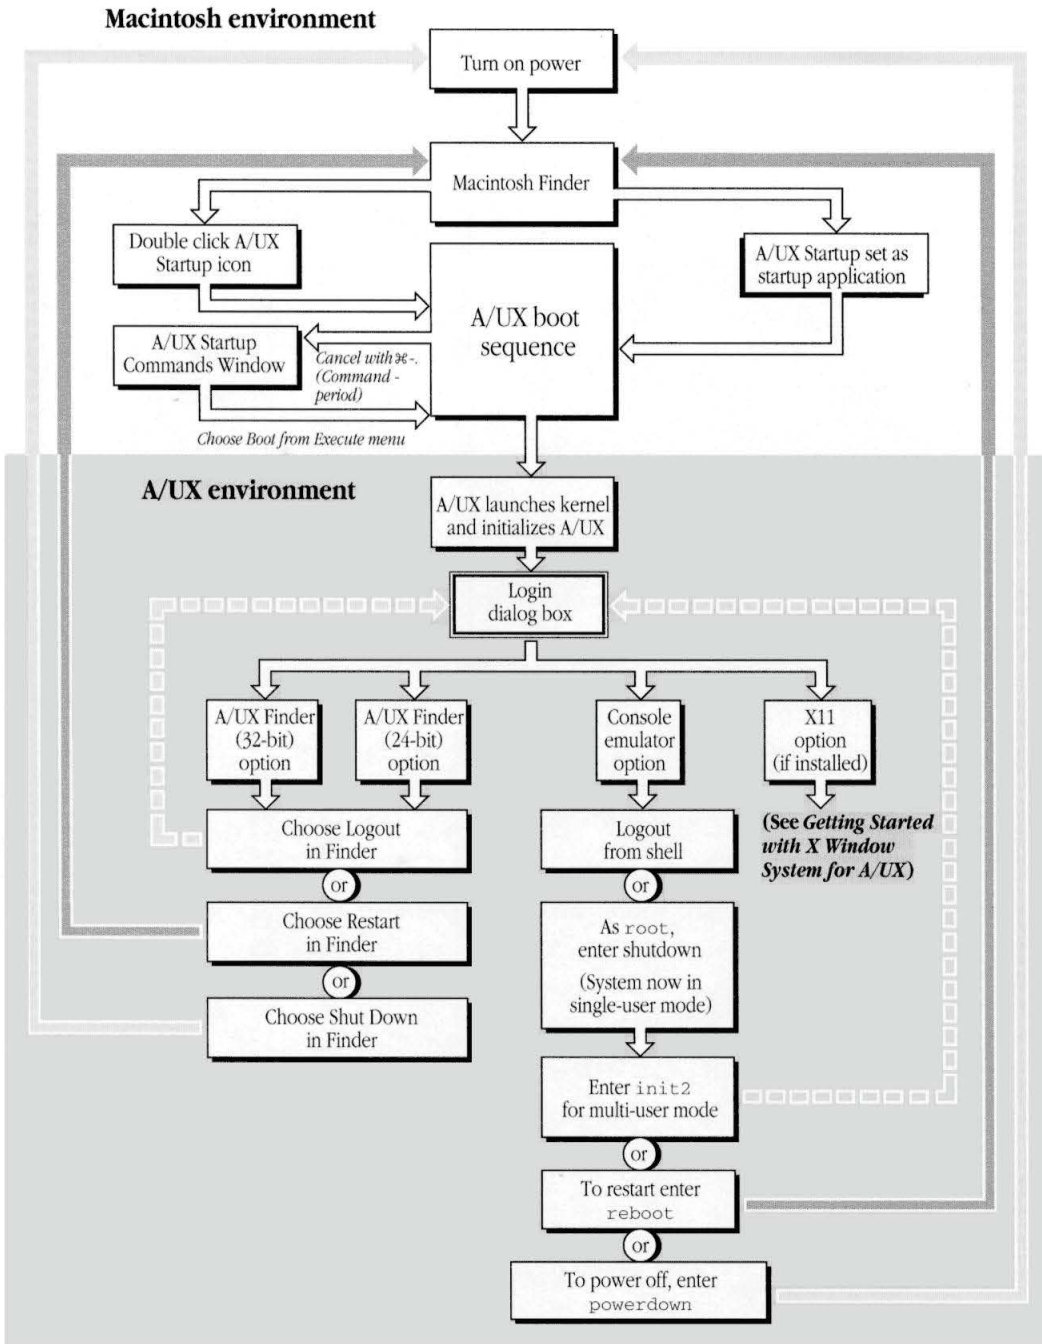 Macintosh environment
Turn on power
Macintosh Finder
Double click A/UX
Startup icon
A/UX Startup set as
startup application
A/UX boot
sequence
A/UX Startup
Commands Window
Cancel with ⌘-.
(Command -
period)
Choose Boot from Execute menu
A/UX environment
A/UX launches kernel
and initializes A/UX
Login
dialog box
A/UX Finder
(32-bit)
option
A/UX Finder
(24-bit)
option
Console
emulator
option
X11
option
(if installed)
(See Getting Started
with X Window
System for A/UX)
Choose Logout
in Finder
or
Choose Restart
in Finder
or
Choose Shut Down
in Finder
Logout
from shell
or
As root,
enter shutdown
(System now in
single-user mode)
Enter init2
for multi-user mode
or
To restart enter
reboot
or
To power off, enter
powerdown